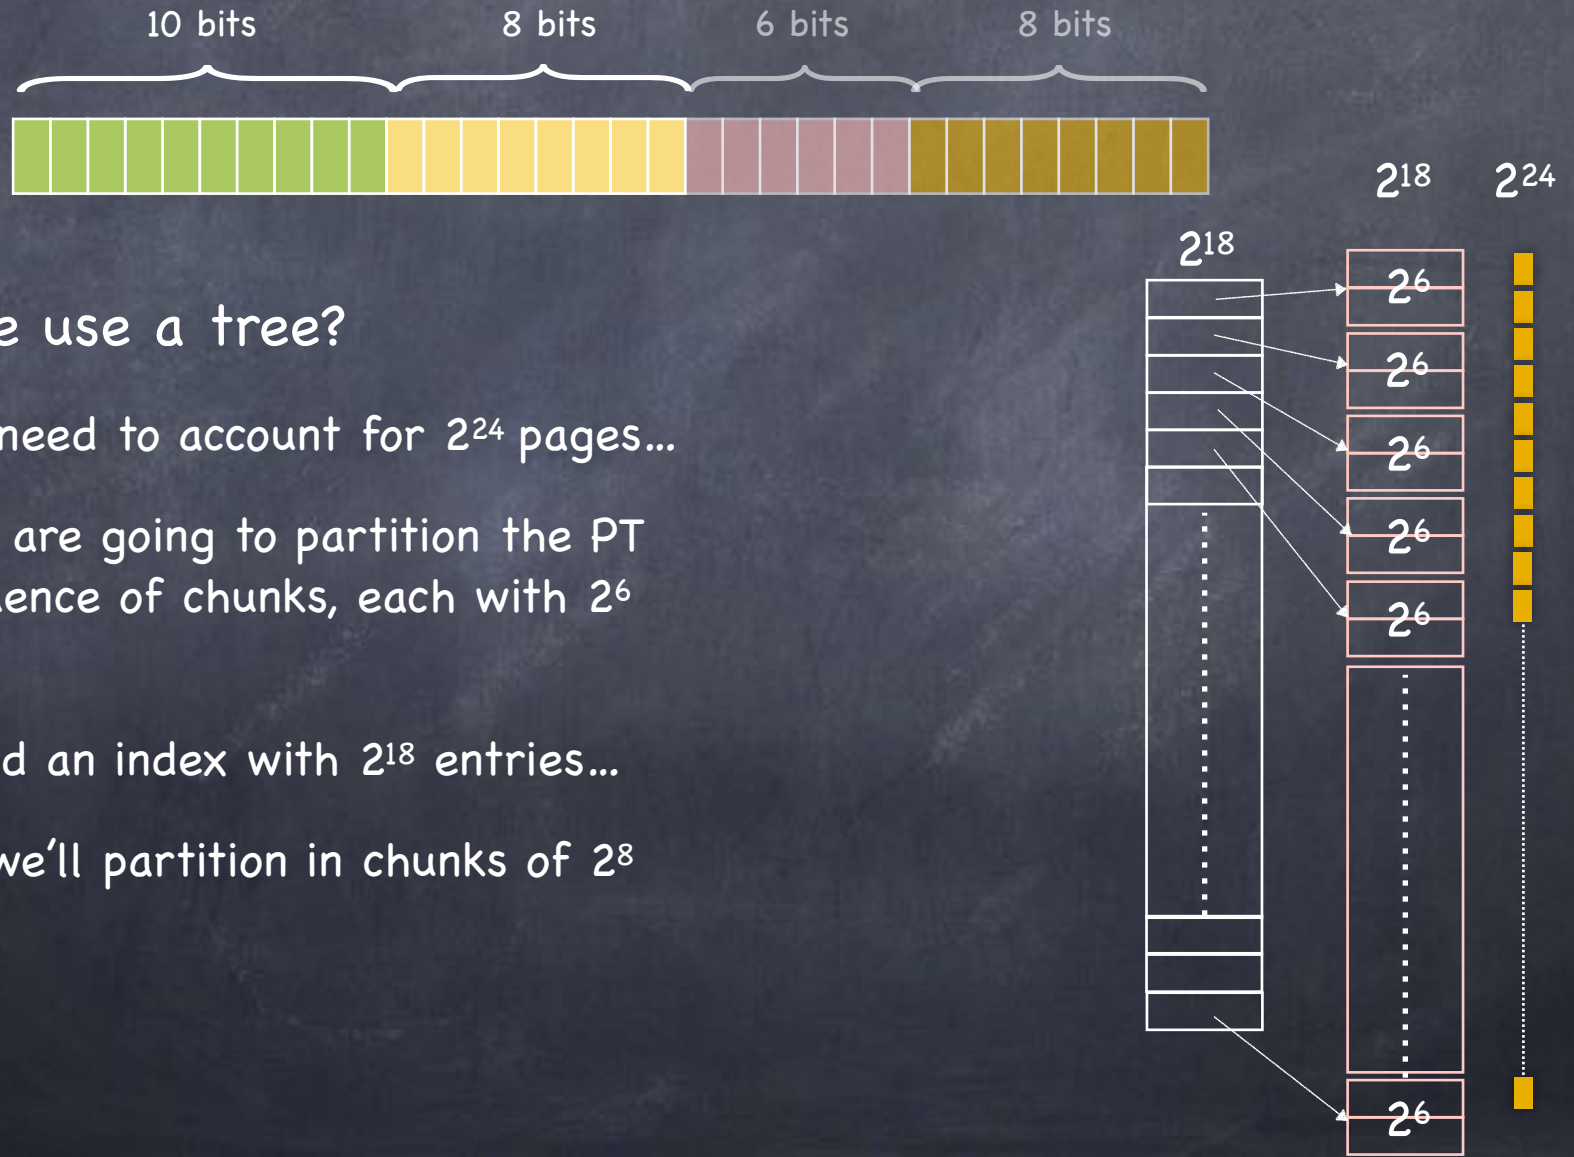 10 bits 8 bits 6 bits 8 bits
2¹⁸ 2²⁴
2¹⁸
use a tree?
need to account for 2²⁴ pages...
are going to partition the PT
of chunks, each with 2⁶
an index with 2¹⁸ entries...
we'll partition in chunks of 2⁸
2⁶
2⁶
2⁶
2⁶
2⁶
2⁶